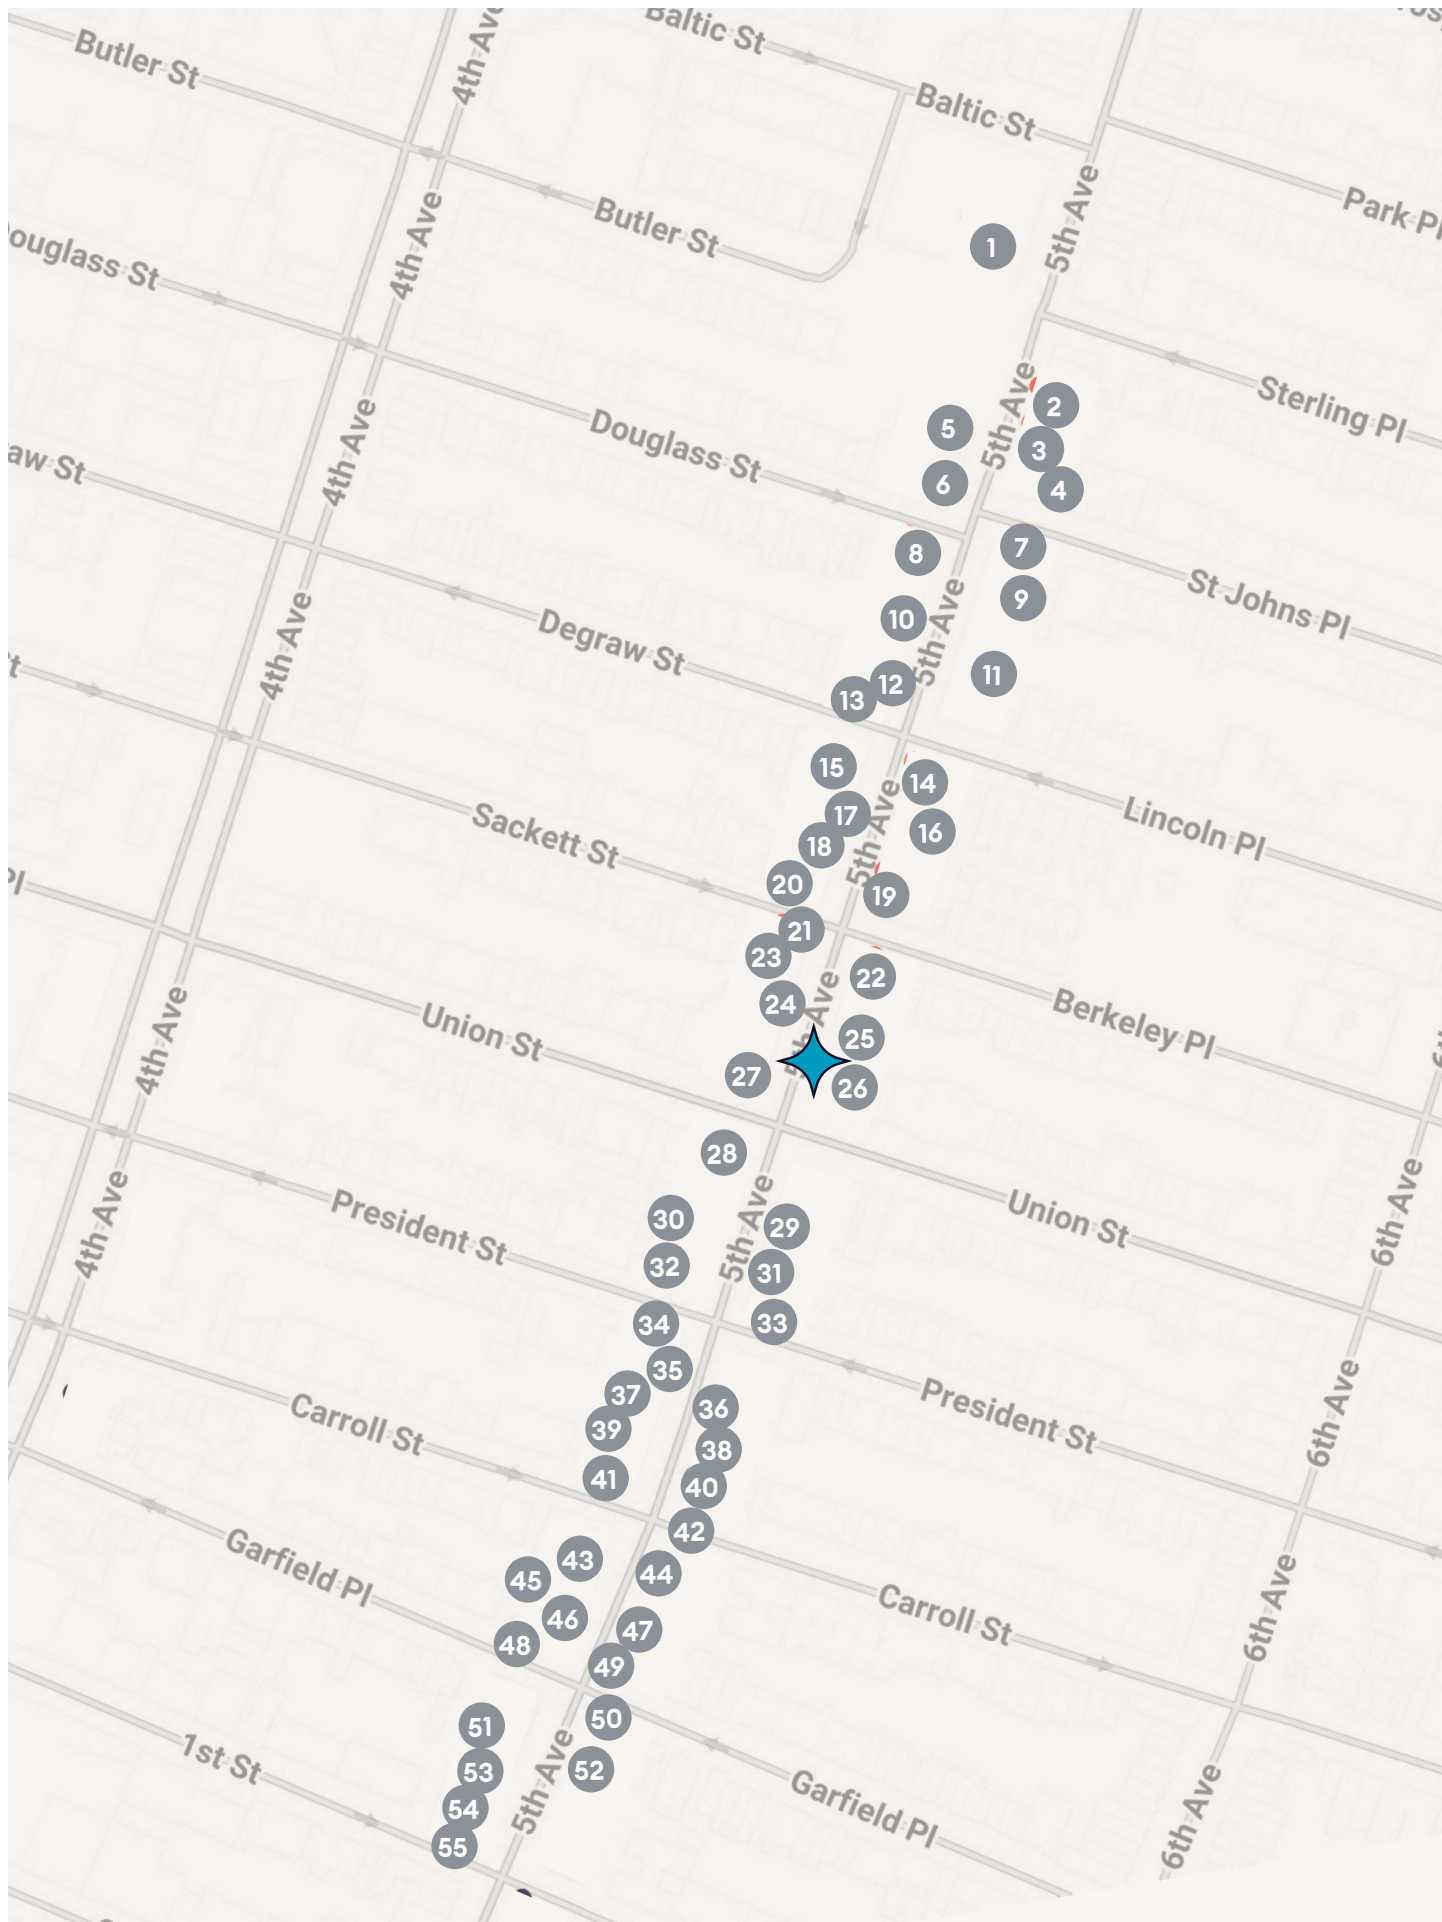 Baltic St
4th Ave
Butler St
Baltic St
5th Ave
4th Ave
Park Pl
Butler St
1
ouglass St
5th Ave
2
Sterling Pl
4th Ave
5
3
Douglass St
aw St
6
4
7
8
St Johns Pl
9
5th Ave
10
4th Ave
Degraw St
11
12
13
15
14
17
Lincoln Pl
16
5th Ave
Sackett St
18
20
19
Pl
21
23
22
5th Ave
24
Berkeley Pl
Union St
25
4th Ave
27
26
28
Union St
6th Ave
30
29
4th Ave
5th Ave
President St
32
31
33
34
35
37
36
6th Ave
Carroll St
39
President St
38
41
40
42
43
44
Garfield Pl
45
6th Ave
46
Carroll St
47
48
49
50
51
1st St
53
52
5th Ave
54
Garfield Pl
6th Ave
55